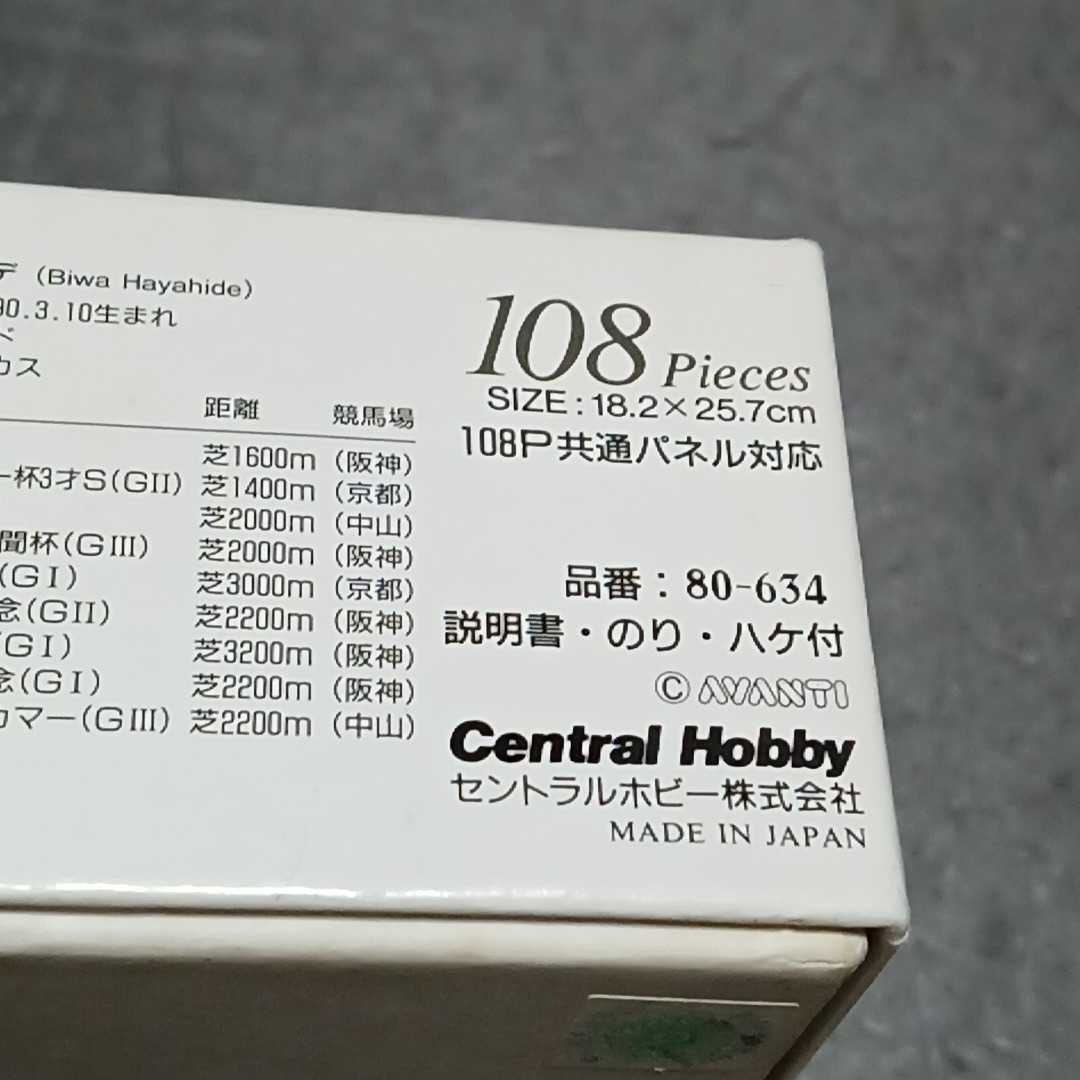 デ (Biwa Hayahide)
90.3.10生まれ
ド
カス
距離 競馬場
芝1600m (阪神)
ー杯3才S(GII) 芝1400m (京都)
芝2000m (中山)
聞杯(GIII) 芝2000m (阪神)
(GI) 芝3000m (京都)
念(GII) 芝2200m (阪神)
(GI) 芝3200m (阪神)
念(GI) 芝2200m (阪神)
カマー(GIII) 芝2200m (中山)
108 Pieces
SIZE:18.2×25.7cm
108P共通パネル対応
品番:80-634
説明書・のり・ハケ付
© AVANTI
Central Hobby
セントラルホビー株式会社
MADE IN JAPAN